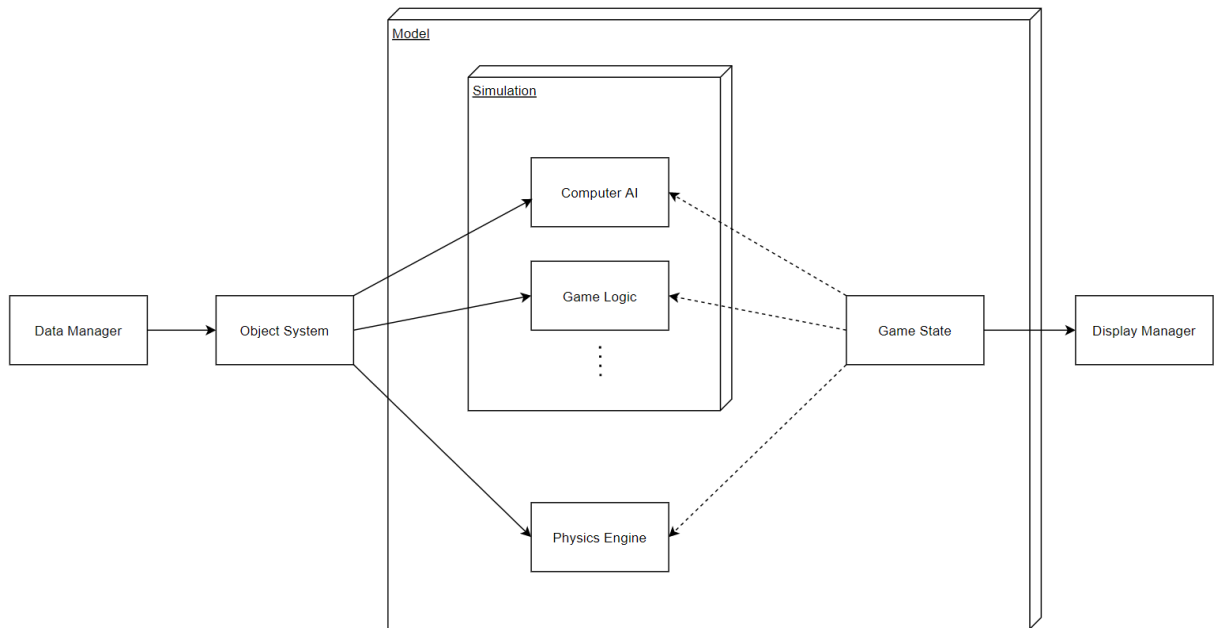 Model
Simulation
Computer AI
Data Manager
Object System
Game Logic
Game State
Display Manager
Physics Engine